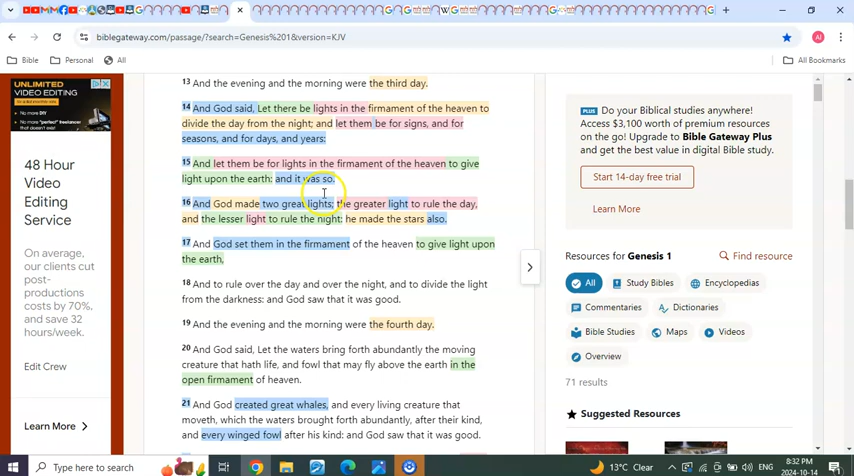 biblegateway.com/passage/?search=Genesis%201&version=KJV
Bible
Personal
All
All Bookmarks
UNLIMITED
VIDEO EDITING
48 Hour
Video
Editing
Service
On average,
our clients cut
post-
productions
costs by 70%.
and save 32
hours/week.
Edit Crew
Learn More
13 And the evening and the morning were the third day.
14 And God said, Let there be lights in the firmament of the heaven to
divide the day from the night; and let them be for signs, and for
seasons, and for days, and years:
15 And let them be for lights in the firmament of the heaven to give
light upon the earth: and it was so.
16 And God made two great lights; the greater light to rule the day,
and the lesser light to rule the night: he made the stars also.
17 And God set them in the firmament of the heaven to give light upon
the earth,
18 And to rule over the day and over the night, and to divide the light
from the darkness: and God saw that it was good.
19 And the evening and the morning were the fourth day.
20 And God said, Let the waters bring forth abundantly the moving
creature that hath life, and fowl that may fly above the earth in the
open firmament of heaven.
21 And God created great whales, and every living creature that
moveth, which the waters brought forth abundantly, after their kind,
and every winged fowl after his kind: and God saw that it was good.
PLUS Do your Biblical studies anywhere!
Access $3,100 worth of premium resources
on the go! Upgrade to Bible Gateway Plus
and get the best value in digital Bible study.
Start 14-day free trial
Learn More
Resources for Genesis 1
Find resource
All
Study Bibles
Encyclopedias
Commentaries
Dictionaries
Bible Studies
Maps
Videos
Overview
71 results
Suggested Resources
Type here to search
13°C Clear
ENG
8:32 PM
2024-10-14